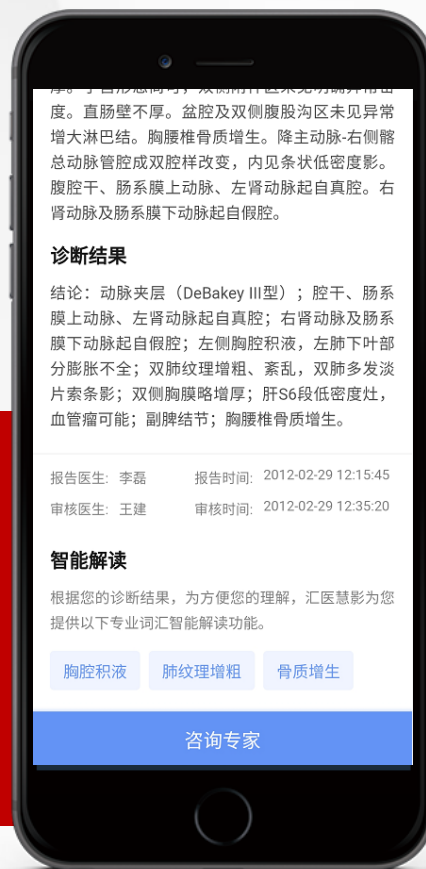 度。直肠壁不厚。盆腔及双侧腹股沟区未见异常
增大淋巴结。胸腰椎骨质增生。降主动脉-右侧髂
总动脉管腔成双腔样改变，内见条状低密度影。
腹腔干、肠系膜上动脉、左肾动脉起自真腔。右
肾动脉及肠系膜下动脉起自假腔。
诊断结果
结论：动脉夹层（DeBakey III型）；腔干、肠系
膜上动脉、左肾动脉起自真腔；右肾动脉及肠系
膜下动脉起自假腔；左侧胸腔积液，左肺下叶部
分膨胀不全；双肺纹理增粗、紊乱，双肺多发淡
片索条影；双侧胸膜略增厚；肝S6段低密度灶，
血管瘤可能；副脾结节；胸腰椎骨质增生。
报告医生: 李磊 报告时间: 2012-02-29 12:15:45
审核医生: 王建 审核时间: 2012-02-29 12:35:20
智能解读
根据您的诊断结果，为方便您的理解，汇医慧影为您
提供以下专业词汇智能解读功能。
胸腔积液 肺纹理增粗 骨质增生
咨询专家